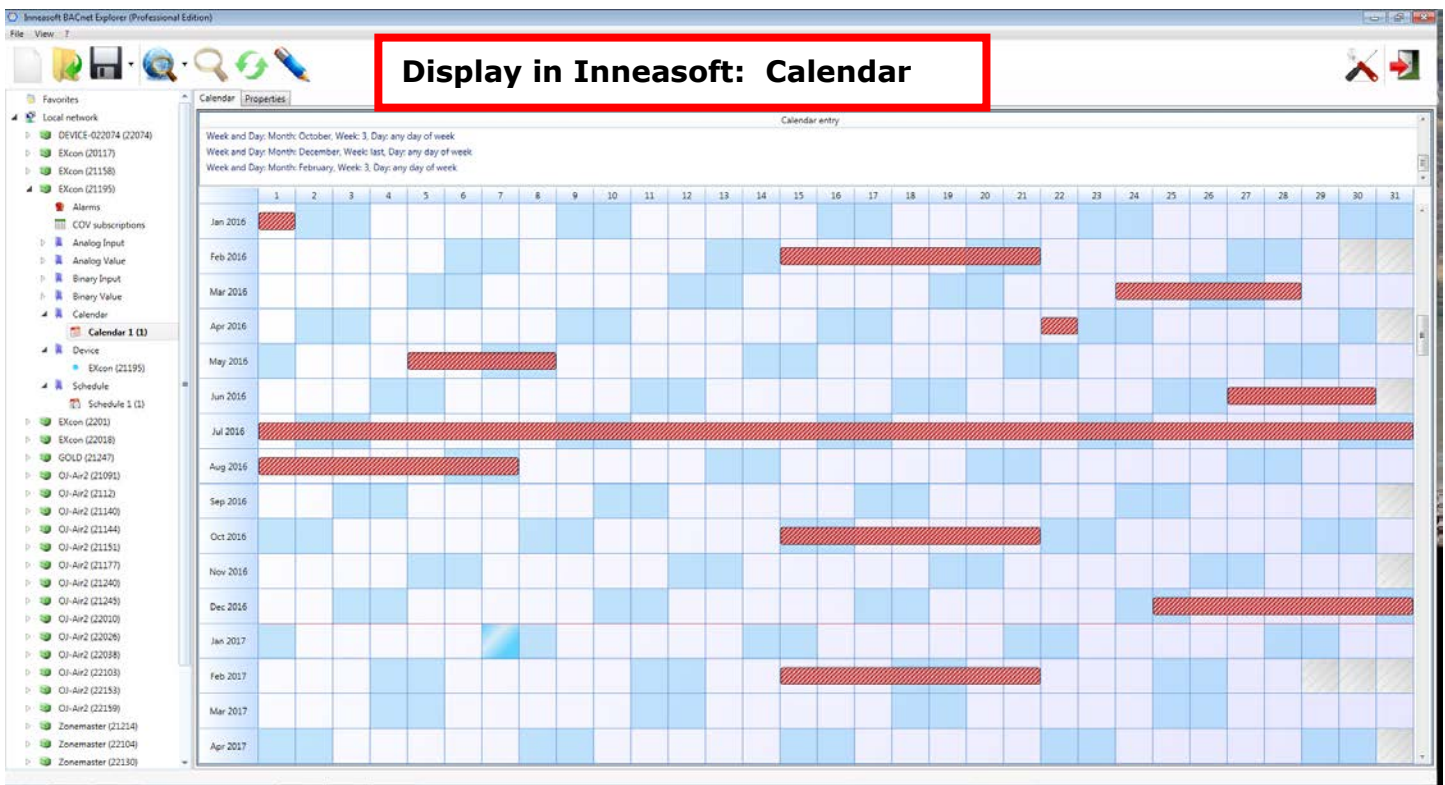 Inneasoft BACnet Explorer (Professional Edition)
File View ?
Display in Inneasoft: Calendar
Favorites
Local network
DEVICE-022074 (22074)
EXcon (20117)
EXcon (21158)
EXcon (21195)
Alarms
COV subscriptions
Analog Input
Analog Value
Binary Input
Binary Value
Calendar
Calendar 1 (1)
Device
EXcon (21195)
Schedule
Schedule 1 (1)
EXcon (2201)
EXcon (22018)
GOLD (21247)
OJ-Air2 (21091)
OJ-Air2 (2112)
OJ-Air2 (21140)
OJ-Air2 (21144)
OJ-Air2 (21151)
OJ-Air2 (21177)
OJ-Air2 (21240)
OJ-Air2 (21245)
OJ-Air2 (22010)
OJ-Air2 (22026)
OJ-Air2 (22038)
OJ-Air2 (22103)
OJ-Air2 (22153)
OJ-Air2 (22159)
Zonemaster (21214)
Zonemaster (22104)
Zonemaster (22130)
Calendar Properties
Calendar entry
Week and Day: Month: October, Week: 3, Day: any day of week
Week and Day: Month: December, Week: last, Day: any day of week
Week and Day: Month: February, Week: 3, Day: any day of week
1 2 3 4 5 6 7 8 9 10 11 12 13 14 15 16 17 18 19 20 21 22 23 24 25 26 27 28 29 30 31
Jan 2016
Feb 2016
Mar 2016
Apr 2016
May 2016
Jun 2016
Jul 2016
Aug 2016
Sep 2016
Oct 2016
Nov 2016
Dec 2016
Jan 2017
Feb 2017
Mar 2017
Apr 2017